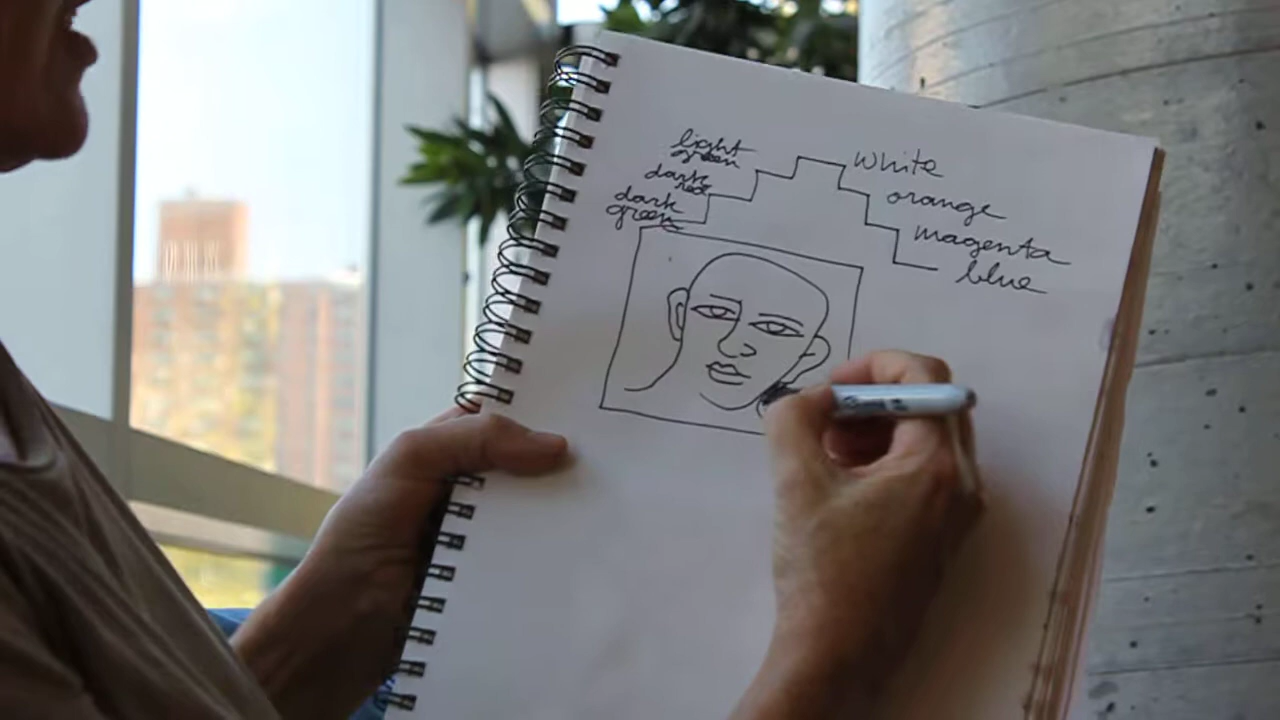 light
green
dark
red
dark
green
white
orange
magenta
blue